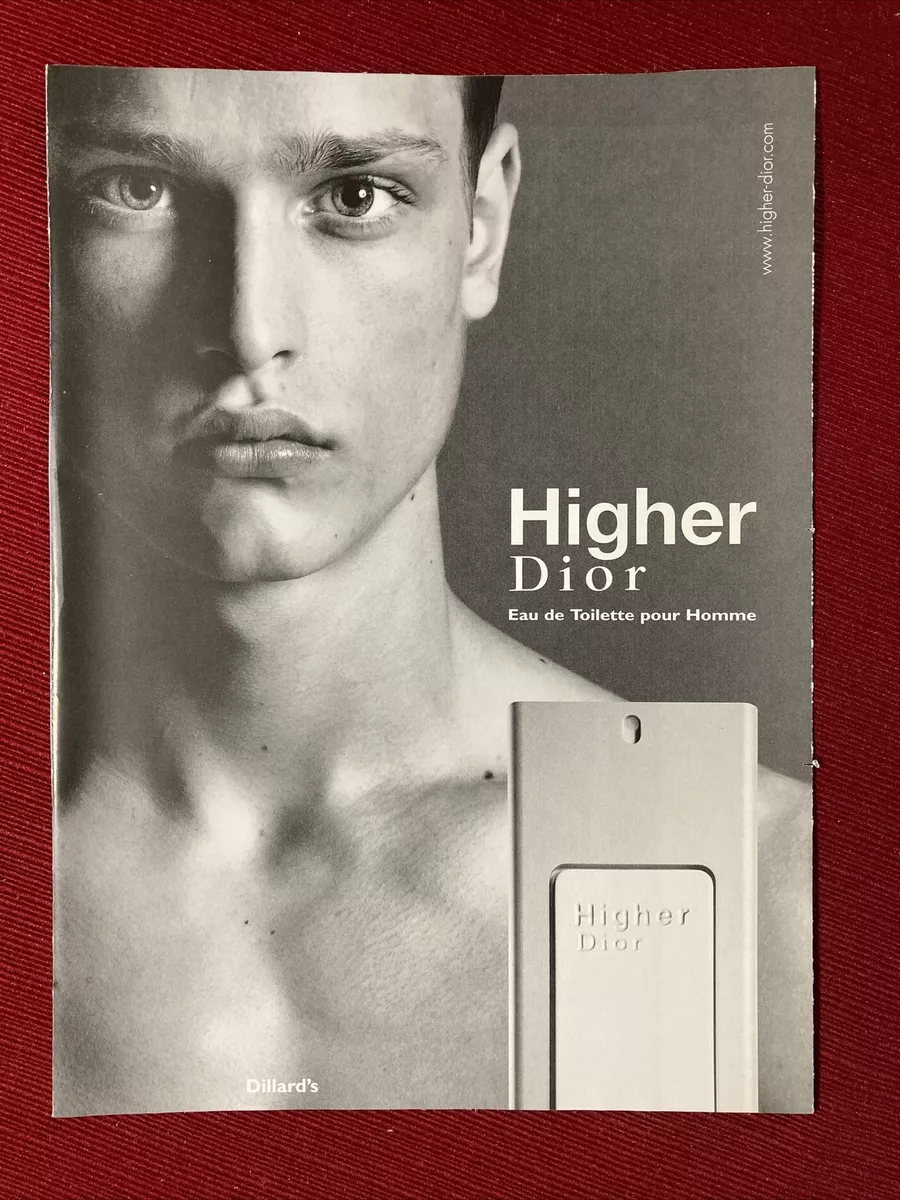 www.higher-dior.com
Higher
Dior
Eau de Toilette pour Homme
Higher
Dior
Dillard's